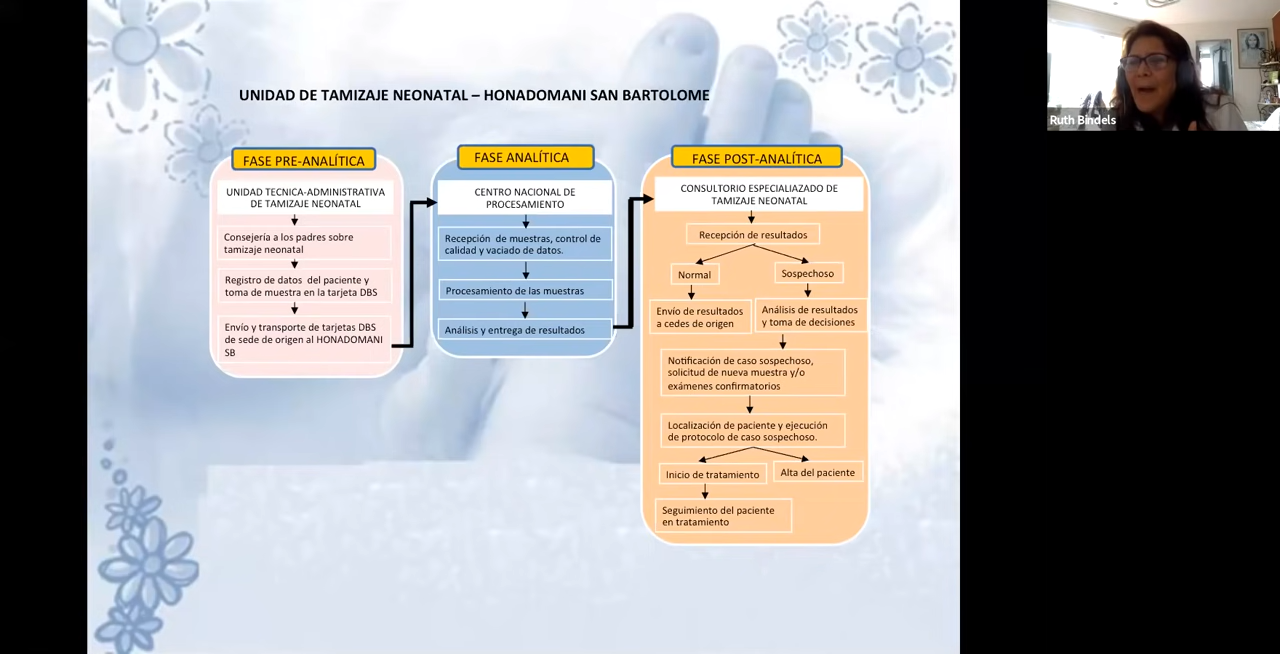 UNIDAD DE TAMIZAJE NEONATAL – HONADOMANI SAN BARTOLOME
FASE PRE-ANALÍTICA
UNIDAD TECNICA-ADMINISTRATIVA
DE TAMIZAJE NEONATAL
Consejería a los padres sobre
tamizaje neonatal
Registro de datos del paciente y
toma de muestra en la tarjeta DBS
Envío y transporte de tarjetas DBS
de sede de origen al HONADOMANI
SB
FASE ANALÍTICA
CENTRO NACIONAL DE
PROCESAMIENTO
Recepción de muestras, control de
calidad y vaciado de datos.
Procesamiento de las muestras
Análisis y entrega de resultados
FASE POST-ANALÍTICA
CONSULTORIO ESPECIALIAZADO DE
TAMIZAJE NEONATAL
Recepción de resultados
Normal
Sospechoso
Envío de resultados
a cedes de origen
Análisis de resultados
y toma de decisiones
Notificación de caso sospechoso,
solicitud de nueva muestra y/o
exámenes confirmatorios
Localización de paciente y ejecución
de protocolo de caso sospechoso.
Inicio de tratamiento
Alta del paciente
Seguimiento del paciente
en tratamiento
Ruth Bindels